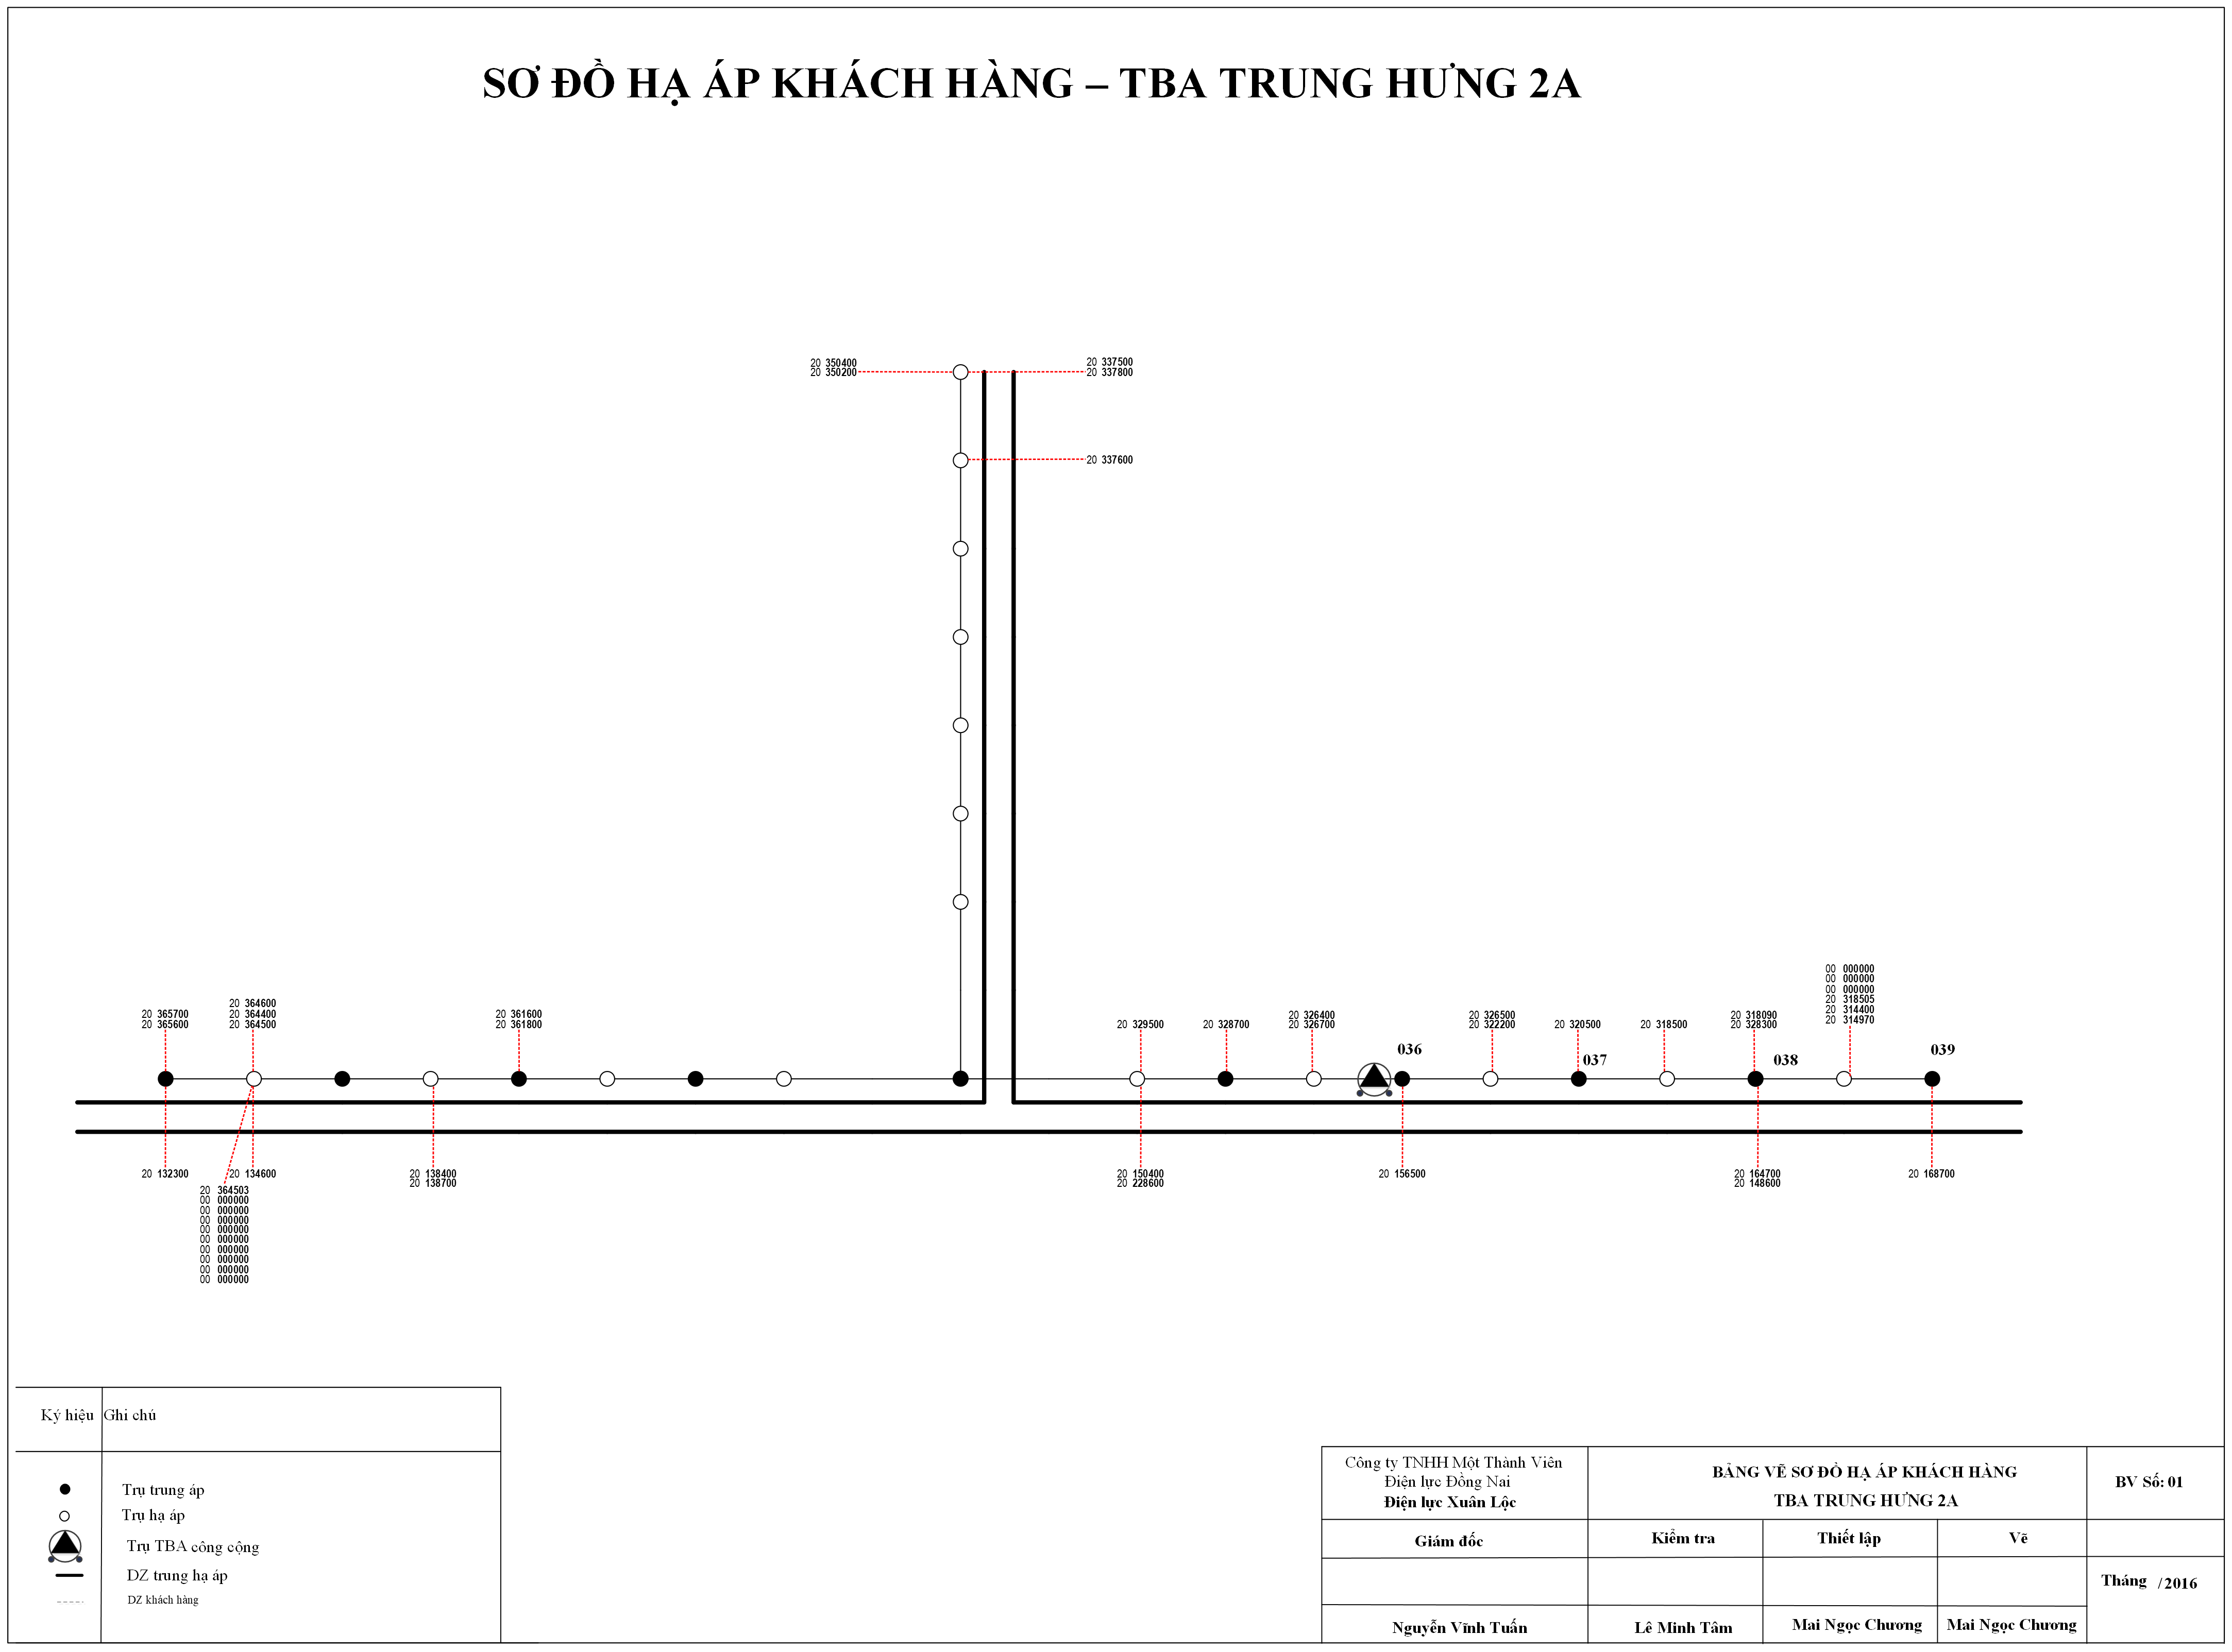 SƠ ĐỒ HẠ ÁP KHÁCH HÀNG – TBA TRUNG HƯNG 2A
20 350400
20 350200
20 337500
20 337800
20 337600
20 365700
20 365600
20 364600
20 364400
20 364500
20 361600
20 361800
20 329500
20 328700
20 326400
20 326700
036
20 326500
20 322200
20 320500
037
20 318500
20 318090
20 328300
038
00 000000
00 000000
00 000000
20 318505
20 314400
20 314970
039
20 132300
20 134600
20 364503
00 000000
00 000000
00 000000
00 000000
00 000000
00 000000
00 000000
00 000000
00 000000
20 138400
20 138700
20 150400
20 228600
20 156500
20 164700
20 148600
20 168700
Ký hiệu Ghi chú
Trụ trung áp
Trụ hạ áp
Trụ TBA công cộng
DZ trung hạ áp
DZ khách hàng
Công ty TNHH Một Thành Viên
Điện lực Đồng Nai
Điện lực Xuân Lộc
BẢNG VẼ SƠ ĐỒ HẠ ÁP KHÁCH HÀNG
TBA TRUNG HƯNG 2A
BV Số: 01
Giám đốc
Kiểm tra
Thiết lập
Vẽ
Tháng /2016
Nguyễn Vĩnh Tuấn
Lê Minh Tâm
Mai Ngọc Chương
Mai Ngọc Chương